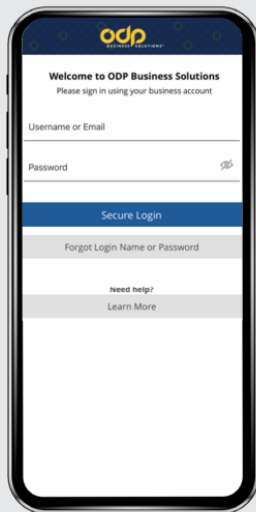 odp
BUSINESS SOLUTIONS
Welcome to ODP Business Solutions
Please sign in using your business account
Username or Email
Password
Secure Login
Forgot Login Name or Password
Need help?
Learn More